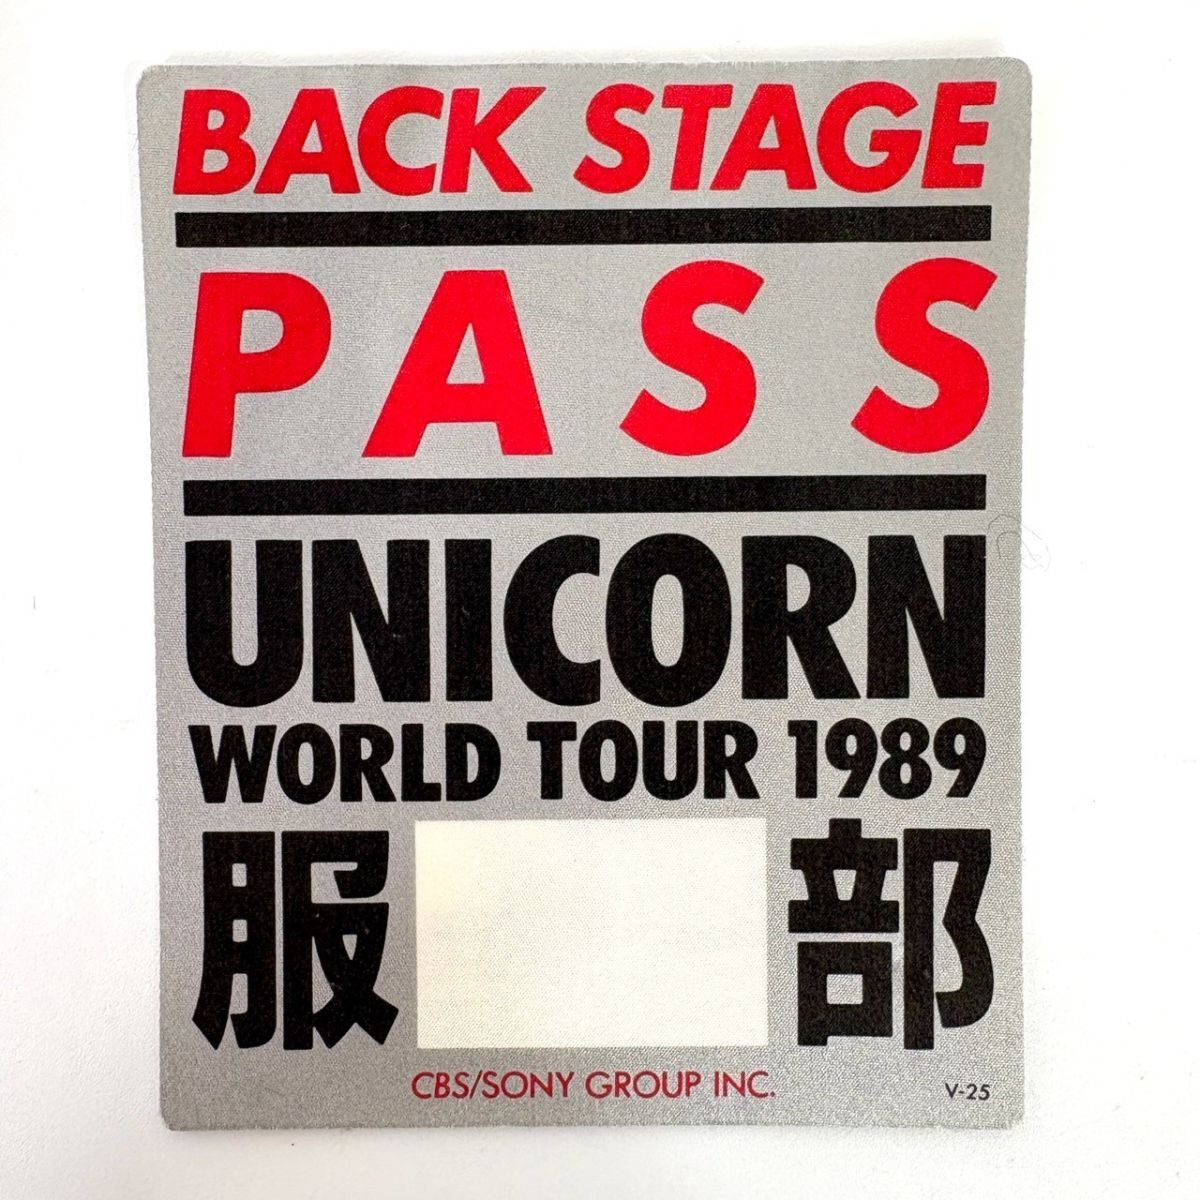 BACK STAGE
PASS
UNICORN
WORLD TOUR 1989
服 部
CBS/SONY GROUP INC.
V-25